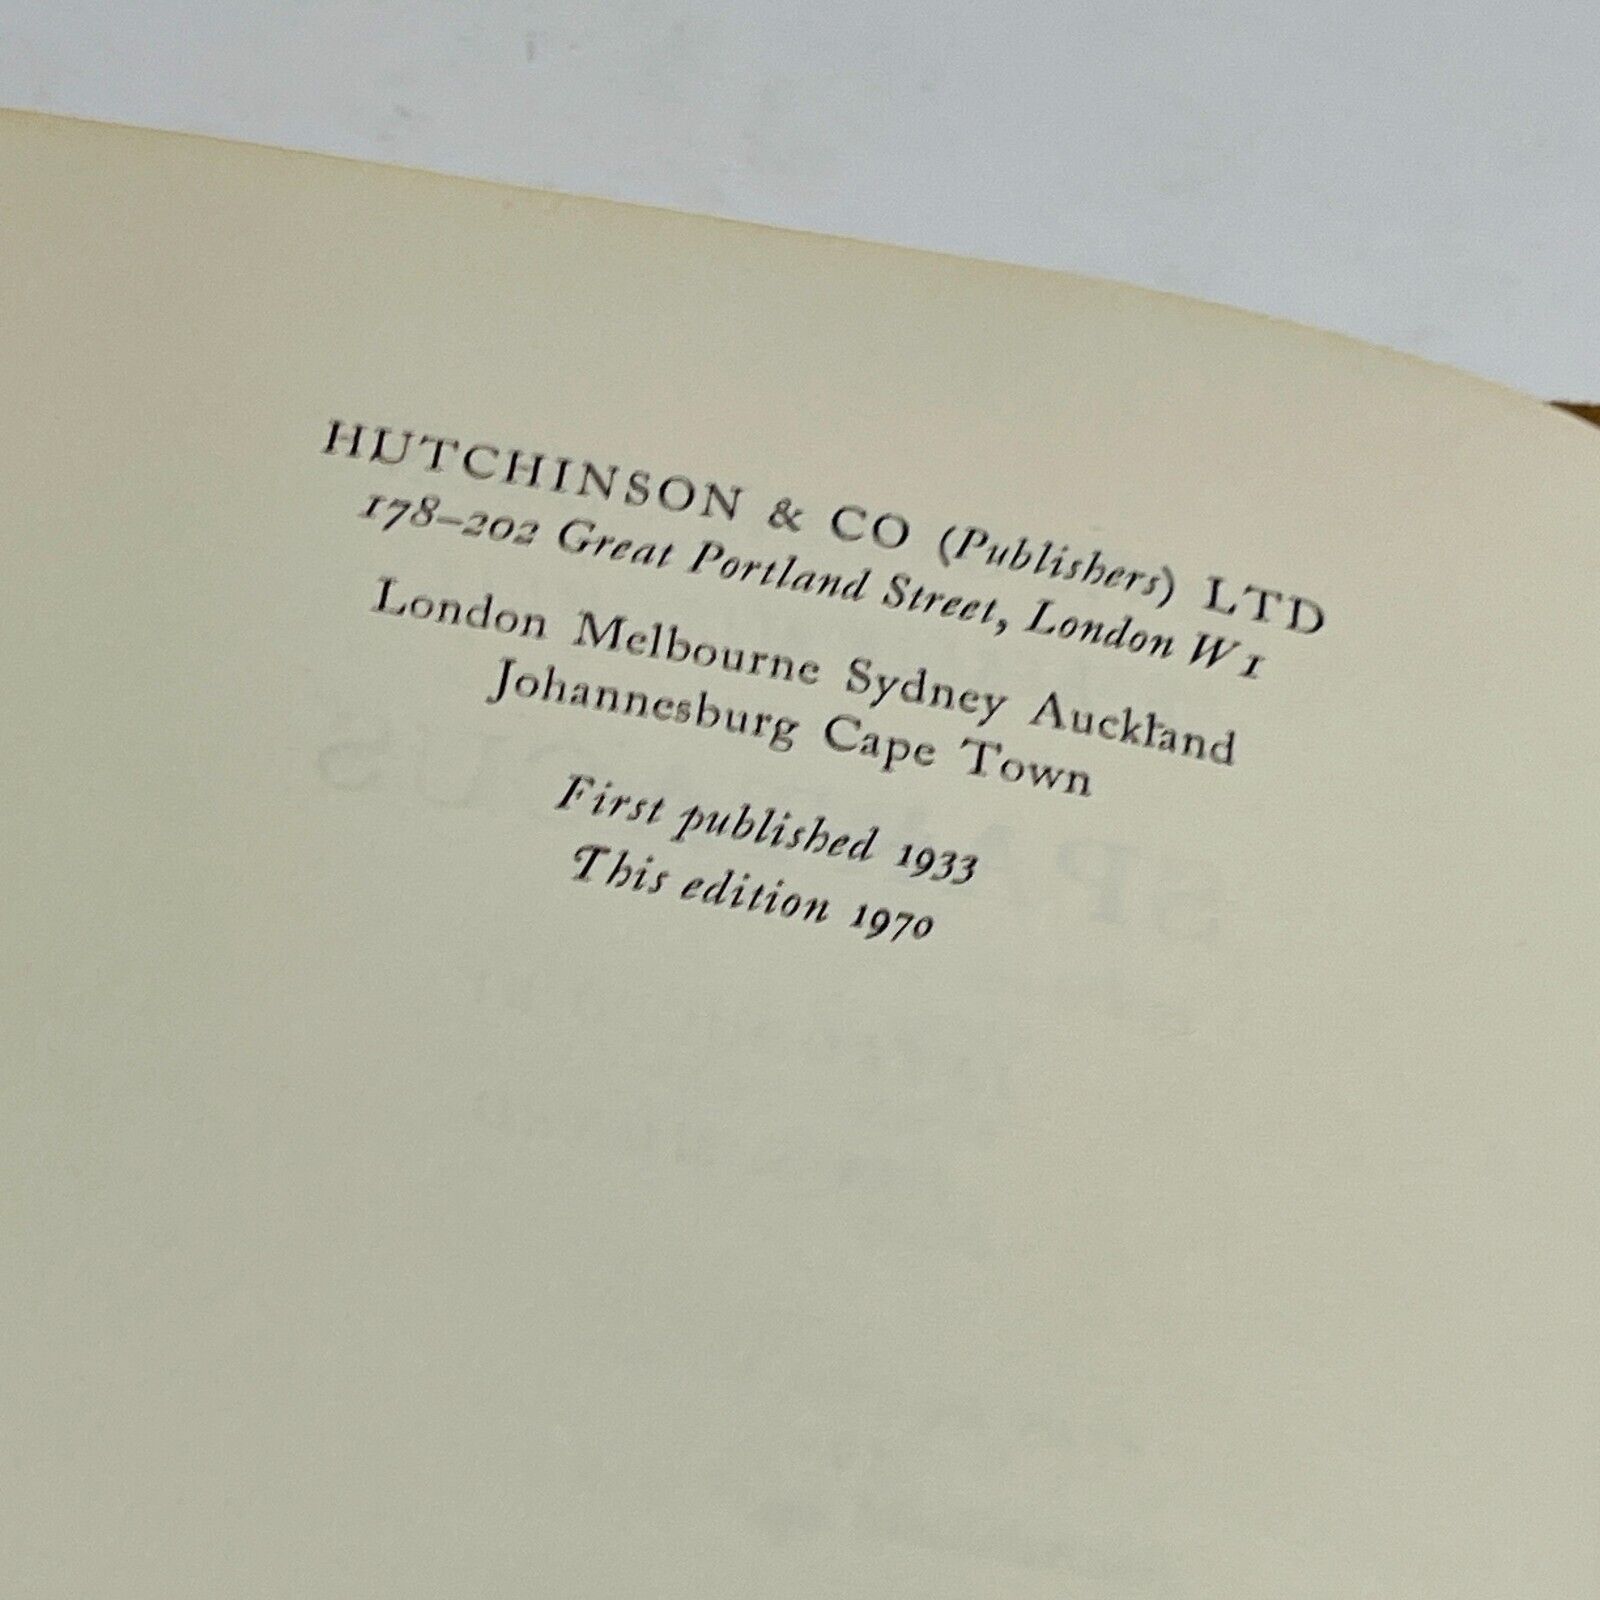 HUTCHINSON & CO (Publishers) LTD
178–202 Great Portland Street, London W1
London Melbourne Sydney Auckland
Johannesburg Cape Town
First published 1933
This edition 1970